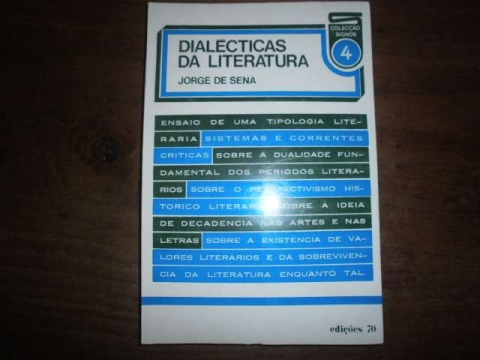 DIALECTICAS
DA LITERATURA
JORGE DE SENA
COLECÇÃO
SIGNOS
4
ENSAIO DE UMA TIPOLOGIA LITE-
RARIA SISTEMAS E CORRENTES
CRITICAS SOBRE A DUALIDADE FUN-
DAMENTAL DOS PERIODOS LITERA-
RIOS SOBRE O PERSPECTIVISMO HIS-
TORICO LITERARIO SOBRE A IDEIA
DE DECADENCIA NAS ARTES E NAS
LETRAS SOBRE A EXISTENCIA DE VA-
LORES LITERARIOS E DA SOBREVIVEN-
CIA DA LITERATURA ENQUANTO TAL
edições 70